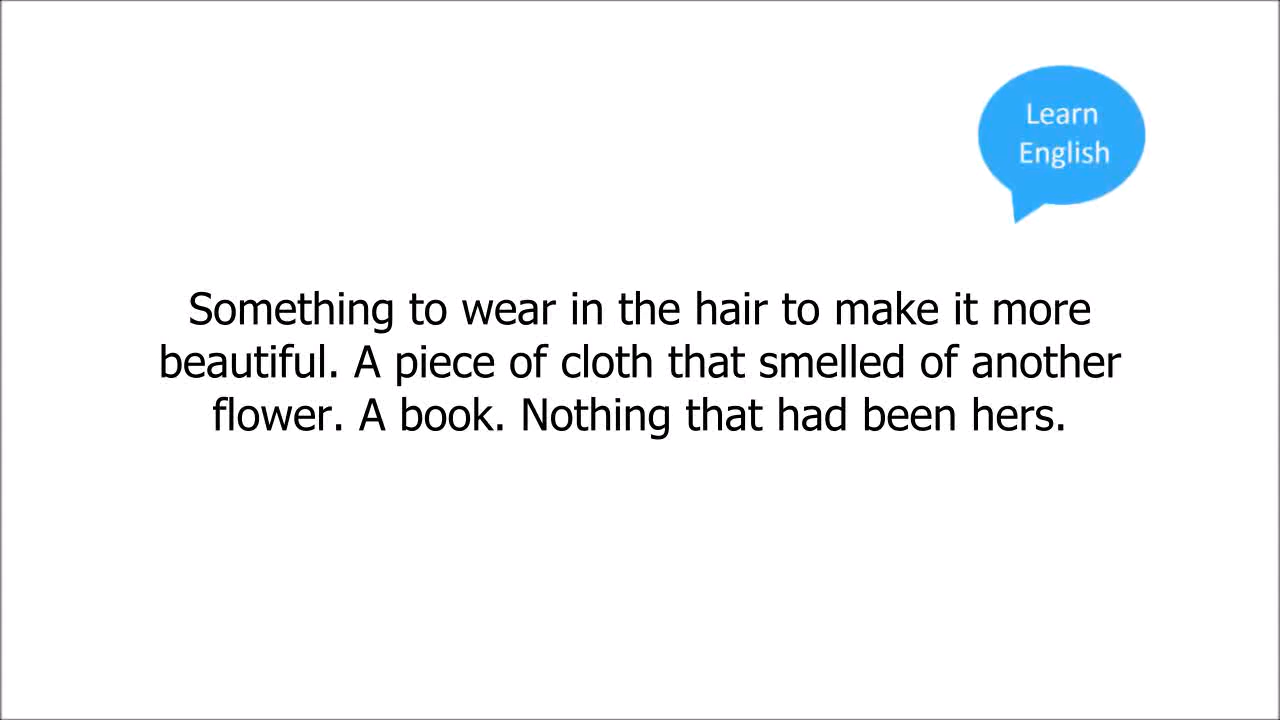 Learn
English
Something to wear in the hair to make it more
beautiful. A piece of cloth that smelled of another
flower. A book. Nothing that had been hers.